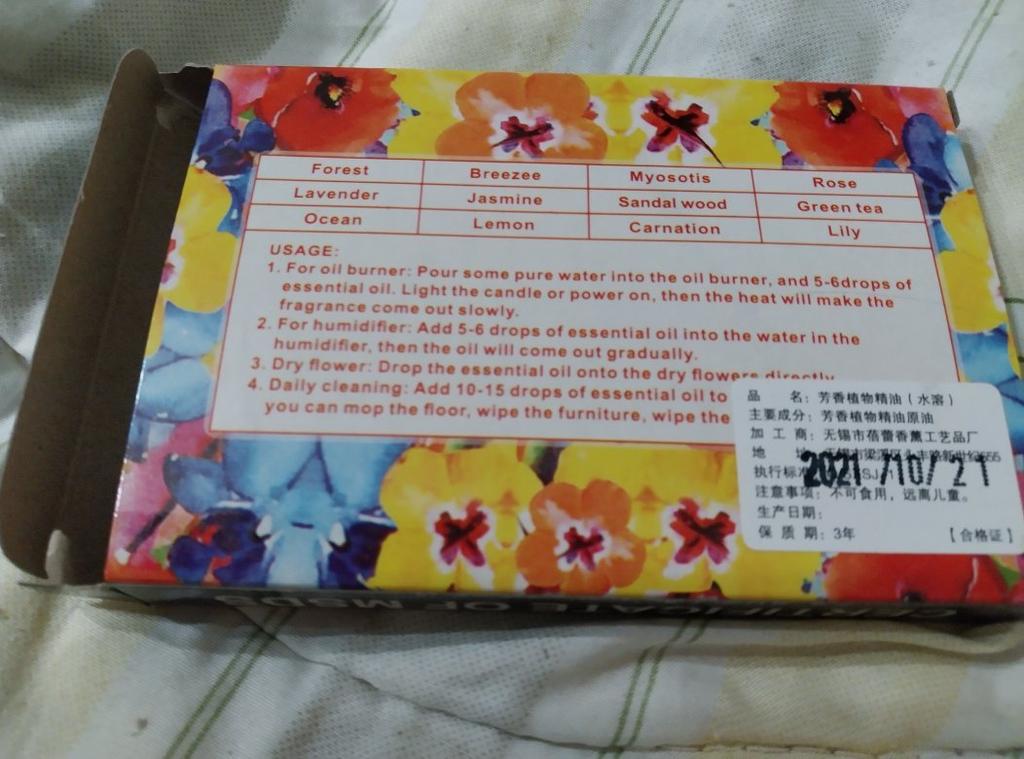 Forest Breezee Myosotis Rose
Lavender Jasmine Sandal wood Green tea
Ocean Lemon Carnation Lily
USAGE:
1. For oil burner: Pour some pure water into the oil burner, and 5-6drops of
essential oil. Light the candle or power on, then the heat will make the
fragrance come out slowly.
2. For humidifier: Add 5-6 drops of essential oil into the water in the
humidifier, then the oil will come out gradually.
3. Dry flower: Drop the essential oil onto the dry flowers directly
4. Daily cleaning: Add 10-15 drops of essential oil to
you can mop the floor, wipe the furniture, wipe the
品 名：芳香植物精油（水溶）
主要成分：芳香植物精油原油
加 工 商：无锡市蓓蕾香薰工艺品厂
地
执行标准
2021/10/21
注意事项：不可食用，远离儿童。
生产日期：
保 质 期：3年 【合格证】
CERTIFICATE OF MSDS